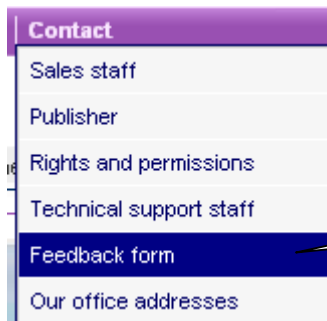 Contact
Sales staff
Publisher
Rights and permissions
Technical support staff
Feedback form
Our office addresses